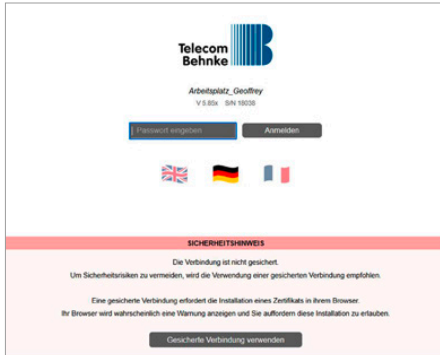 Telecom
Behnke
Arbeitsplatz_Geoffrey
V 5.80x S/N 18038
Passwort eingeben
Anmelden
SICHERHEITSHINWEIS
Die Verbindung ist nicht gesichert.
Um Sicherheitsrisiken zu vermeiden, wird die Verwendung einer gesicherten Verbindung empfohlen.
Eine gesicherte Verbindung erfordert die Installation eines Zertifikats in ihrem Browser.
Ihr Browser wird wahrscheinlich eine Warnung anzeigen und Sie auffordern diese Installation zu erlauben.
Gesicherte Verbindung verwenden